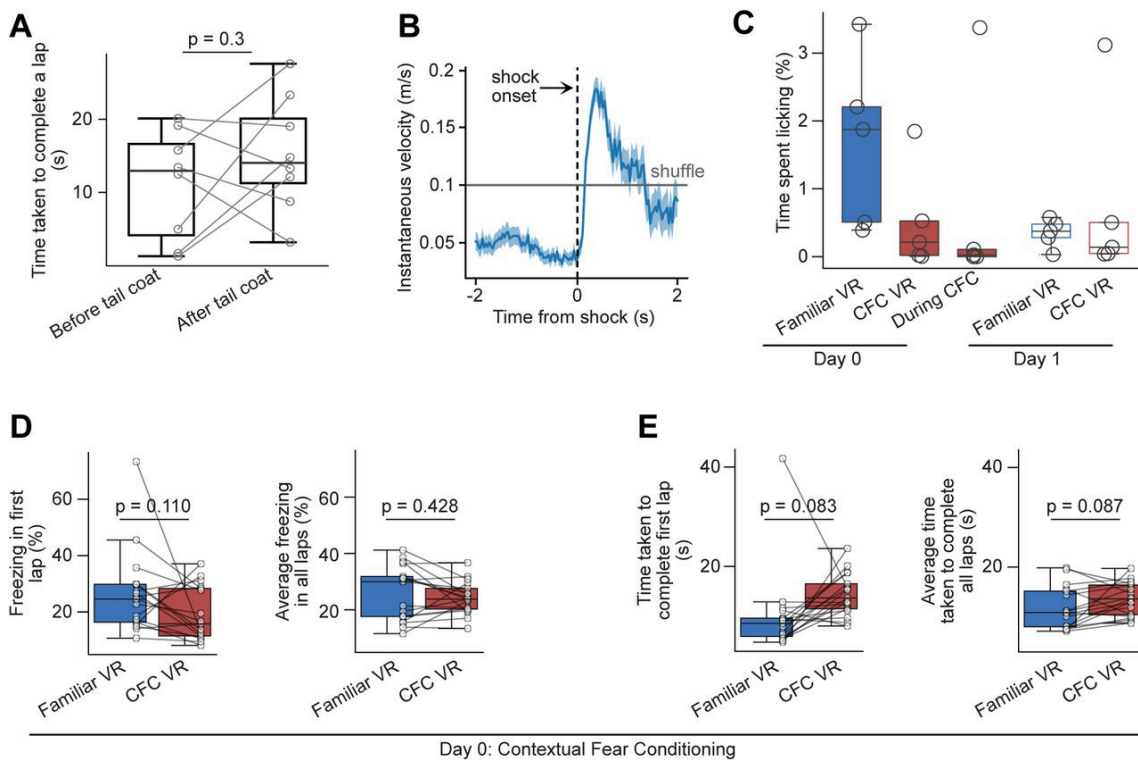 A
p = 0.3
Time taken to complete a lap
(s)
20
10
Before tail coat
After tail coat
B
Instantaneous velocity (m/s)
0.2
0.15
0.1
0.05
shock
onset
shuffle
-2
0
2
Time from shock (s)
C
Time spent licking (%)
3
2
1
0
Familiar VR
CFC VR
During CFC
Familiar VR
CFC VR
Day 0
Day 1
D
Freezing in first
lap (%)
60
40
20
p = 0.110
Familiar VR
CFC VR
Average freezing
in all laps (%)
60
40
20
p = 0.428
Familiar VR
CFC VR
E
Time taken to
complete first lap
(s)
40
20
p = 0.083
Familiar VR
CFC VR
Average time
taken to complete
all laps (s)
40
20
p = 0.087
Familiar VR
CFC VR
Day 0: Contextual Fear Conditioning